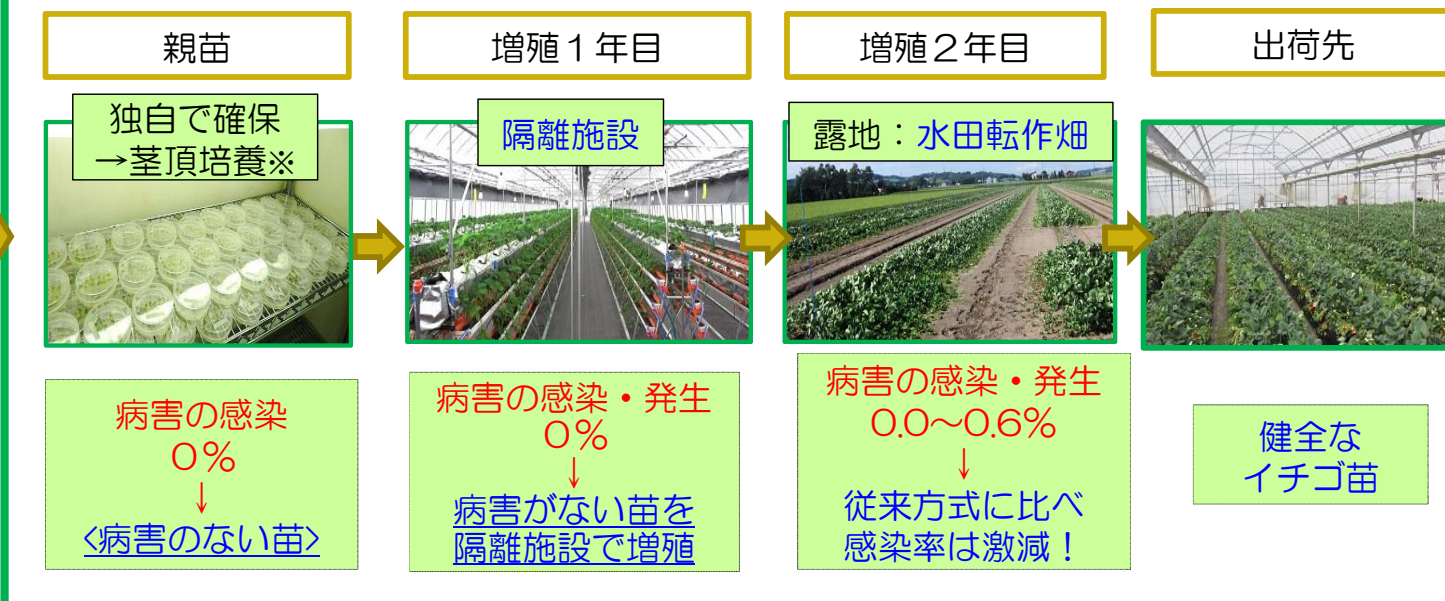 親苗
独自で確保
→茎頂培養※
病害の感染
０％
↓
<病害のない苗>
増殖１年目
隔離施設
病害の感染・発生
０％
↓
病害がない苗を
隔離施設で増殖
増殖２年目
露地：水田転作畑
病害の感染・発生
0.0～0.6％
↓
従来方式に比べ
感染率は激減！
出荷先
健全な
イチゴ苗